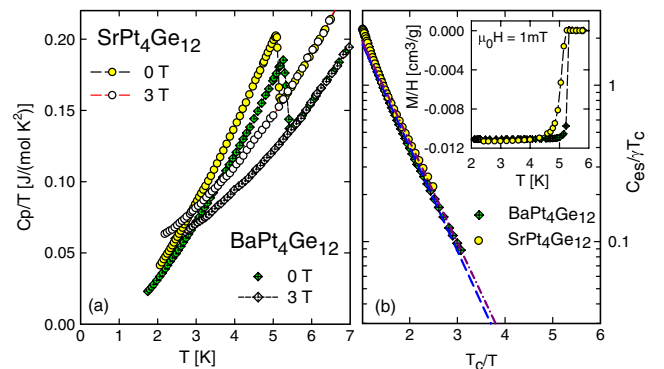 SrPt4Ge12
0 T
3 T
BaPt4Ge12
0 T
3 T
(a)
Cp/T [J/(mol K2)]
0.20
0.15
0.10
0.05
0.00
1 2 3 4 5 6 7
T [K]
μ0H = 1mT
M/H [cm3/g]
0.000
-0.004
-0.008
-0.012
2 3 4 5 6
T [K]
BaPt4Ge12
SrPt4Ge12
(b)
1
0.1
Ces/γTc
1 2 3 4 5 6
Tc/T